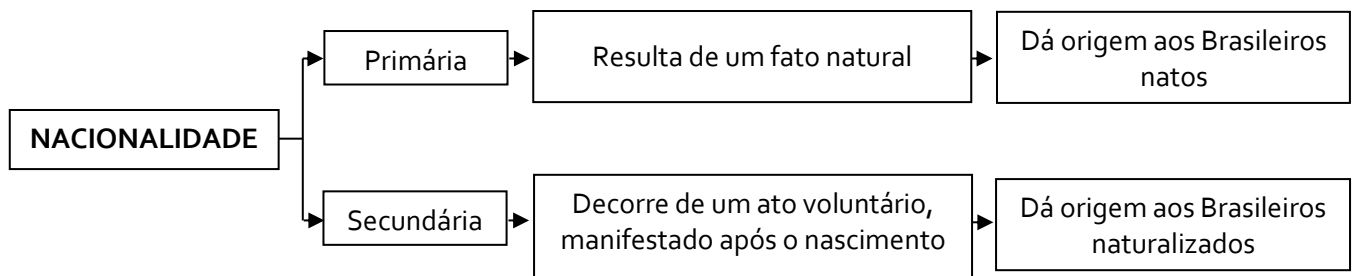 NACIONALIDADE
Primária
Resulta de um fato natural
Dá origem aos Brasileiros
natos
Secundária
Decorre de um ato voluntário,
manifestado após o nascimento
Dá origem aos Brasileiros
naturalizados